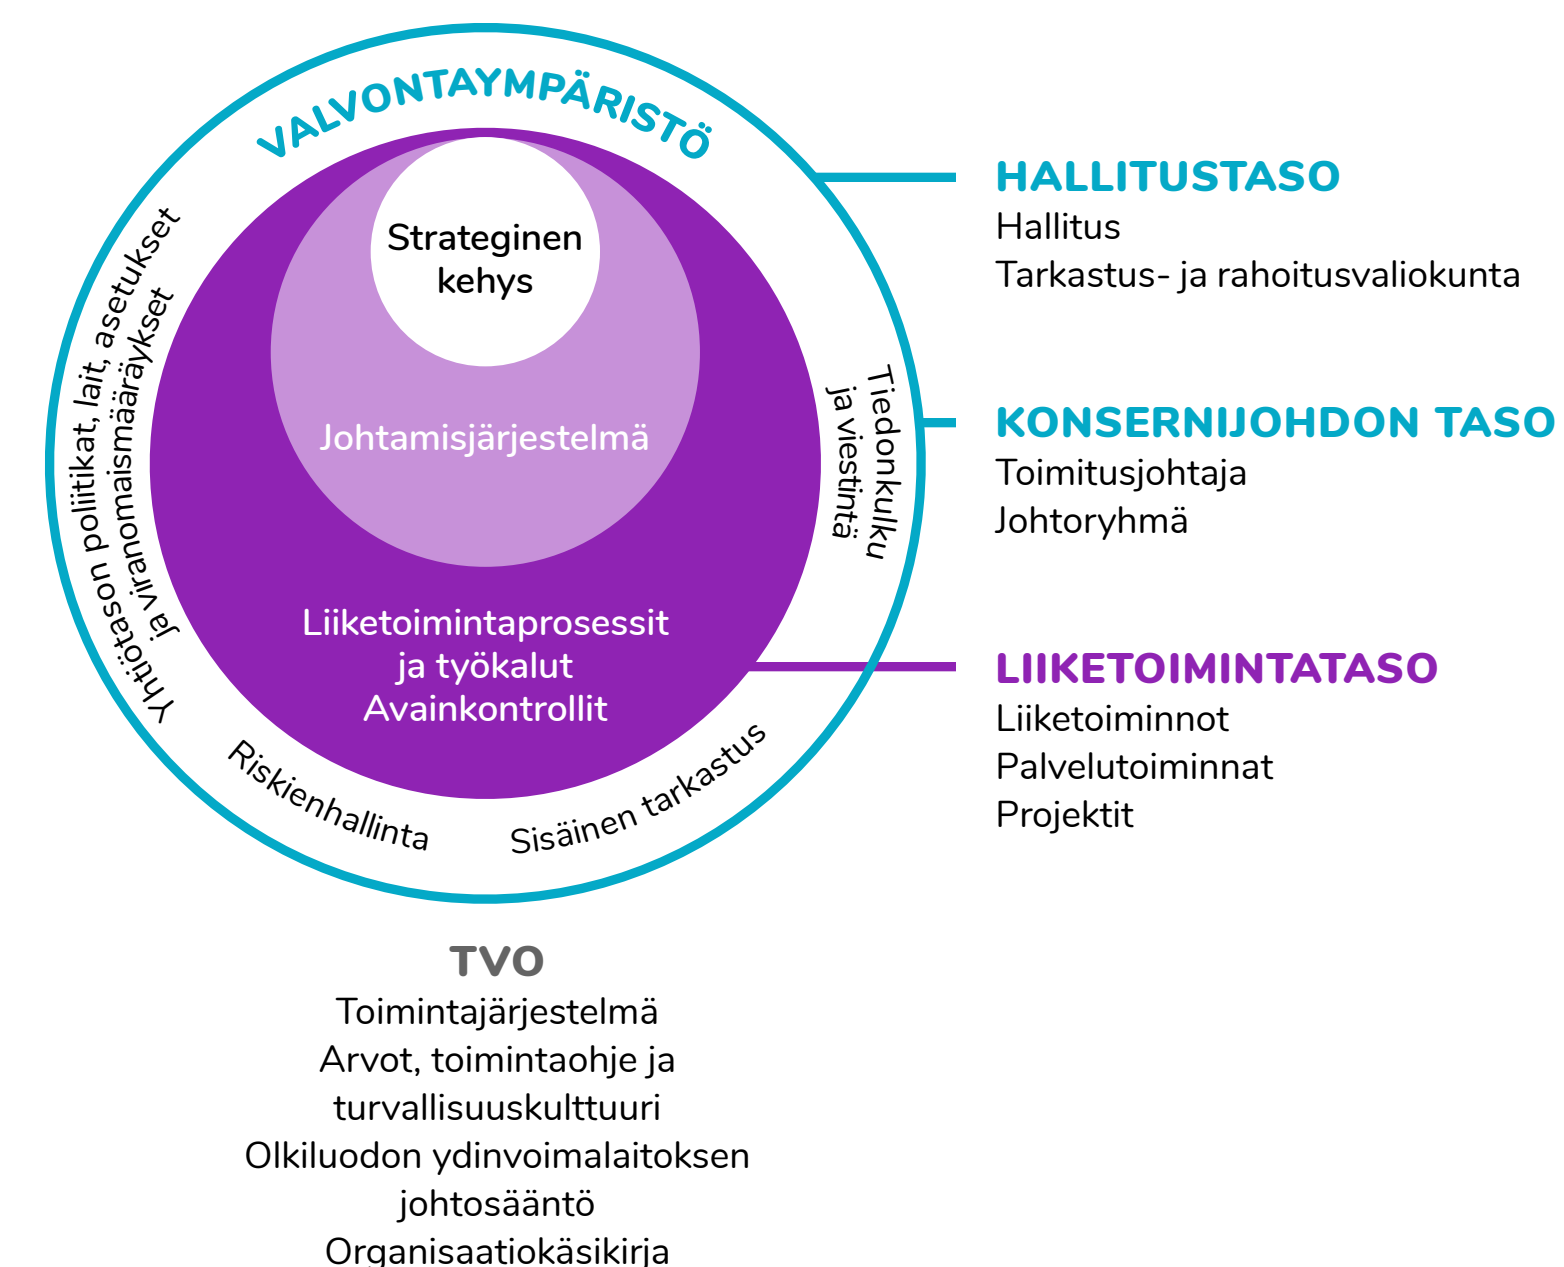 VALVONTAYMPÄRISTÖ
Yhtiötason politiikat, lait, asetukset
ja viranomaismääräykset
Strateginen
kehys
Johtamisjärjestelmä
Liiketoimintaprosessit
ja työkalut
Avainkontrollit
Tiedonkulku
ja viestintä
Riskienhallinta
Sisäinen tarkastus
HALLITUSTASO
Hallitus
Tarkastus- ja rahoitusvaliokunta
KONSERNIJOHDON TASO
Toimitusjohtaja
Johtoryhmä
LIIKETOIMINTATASO
Liiketoiminnot
Palvelutoiminnat
Projektit
TVO
Toimintajärjestelmä
Arvot, toimintaohje ja
turvallisuuskulttuuri
Olkiluodon ydinvoimalaitoksen
johtosääntö
Organisaatiokäsikirja